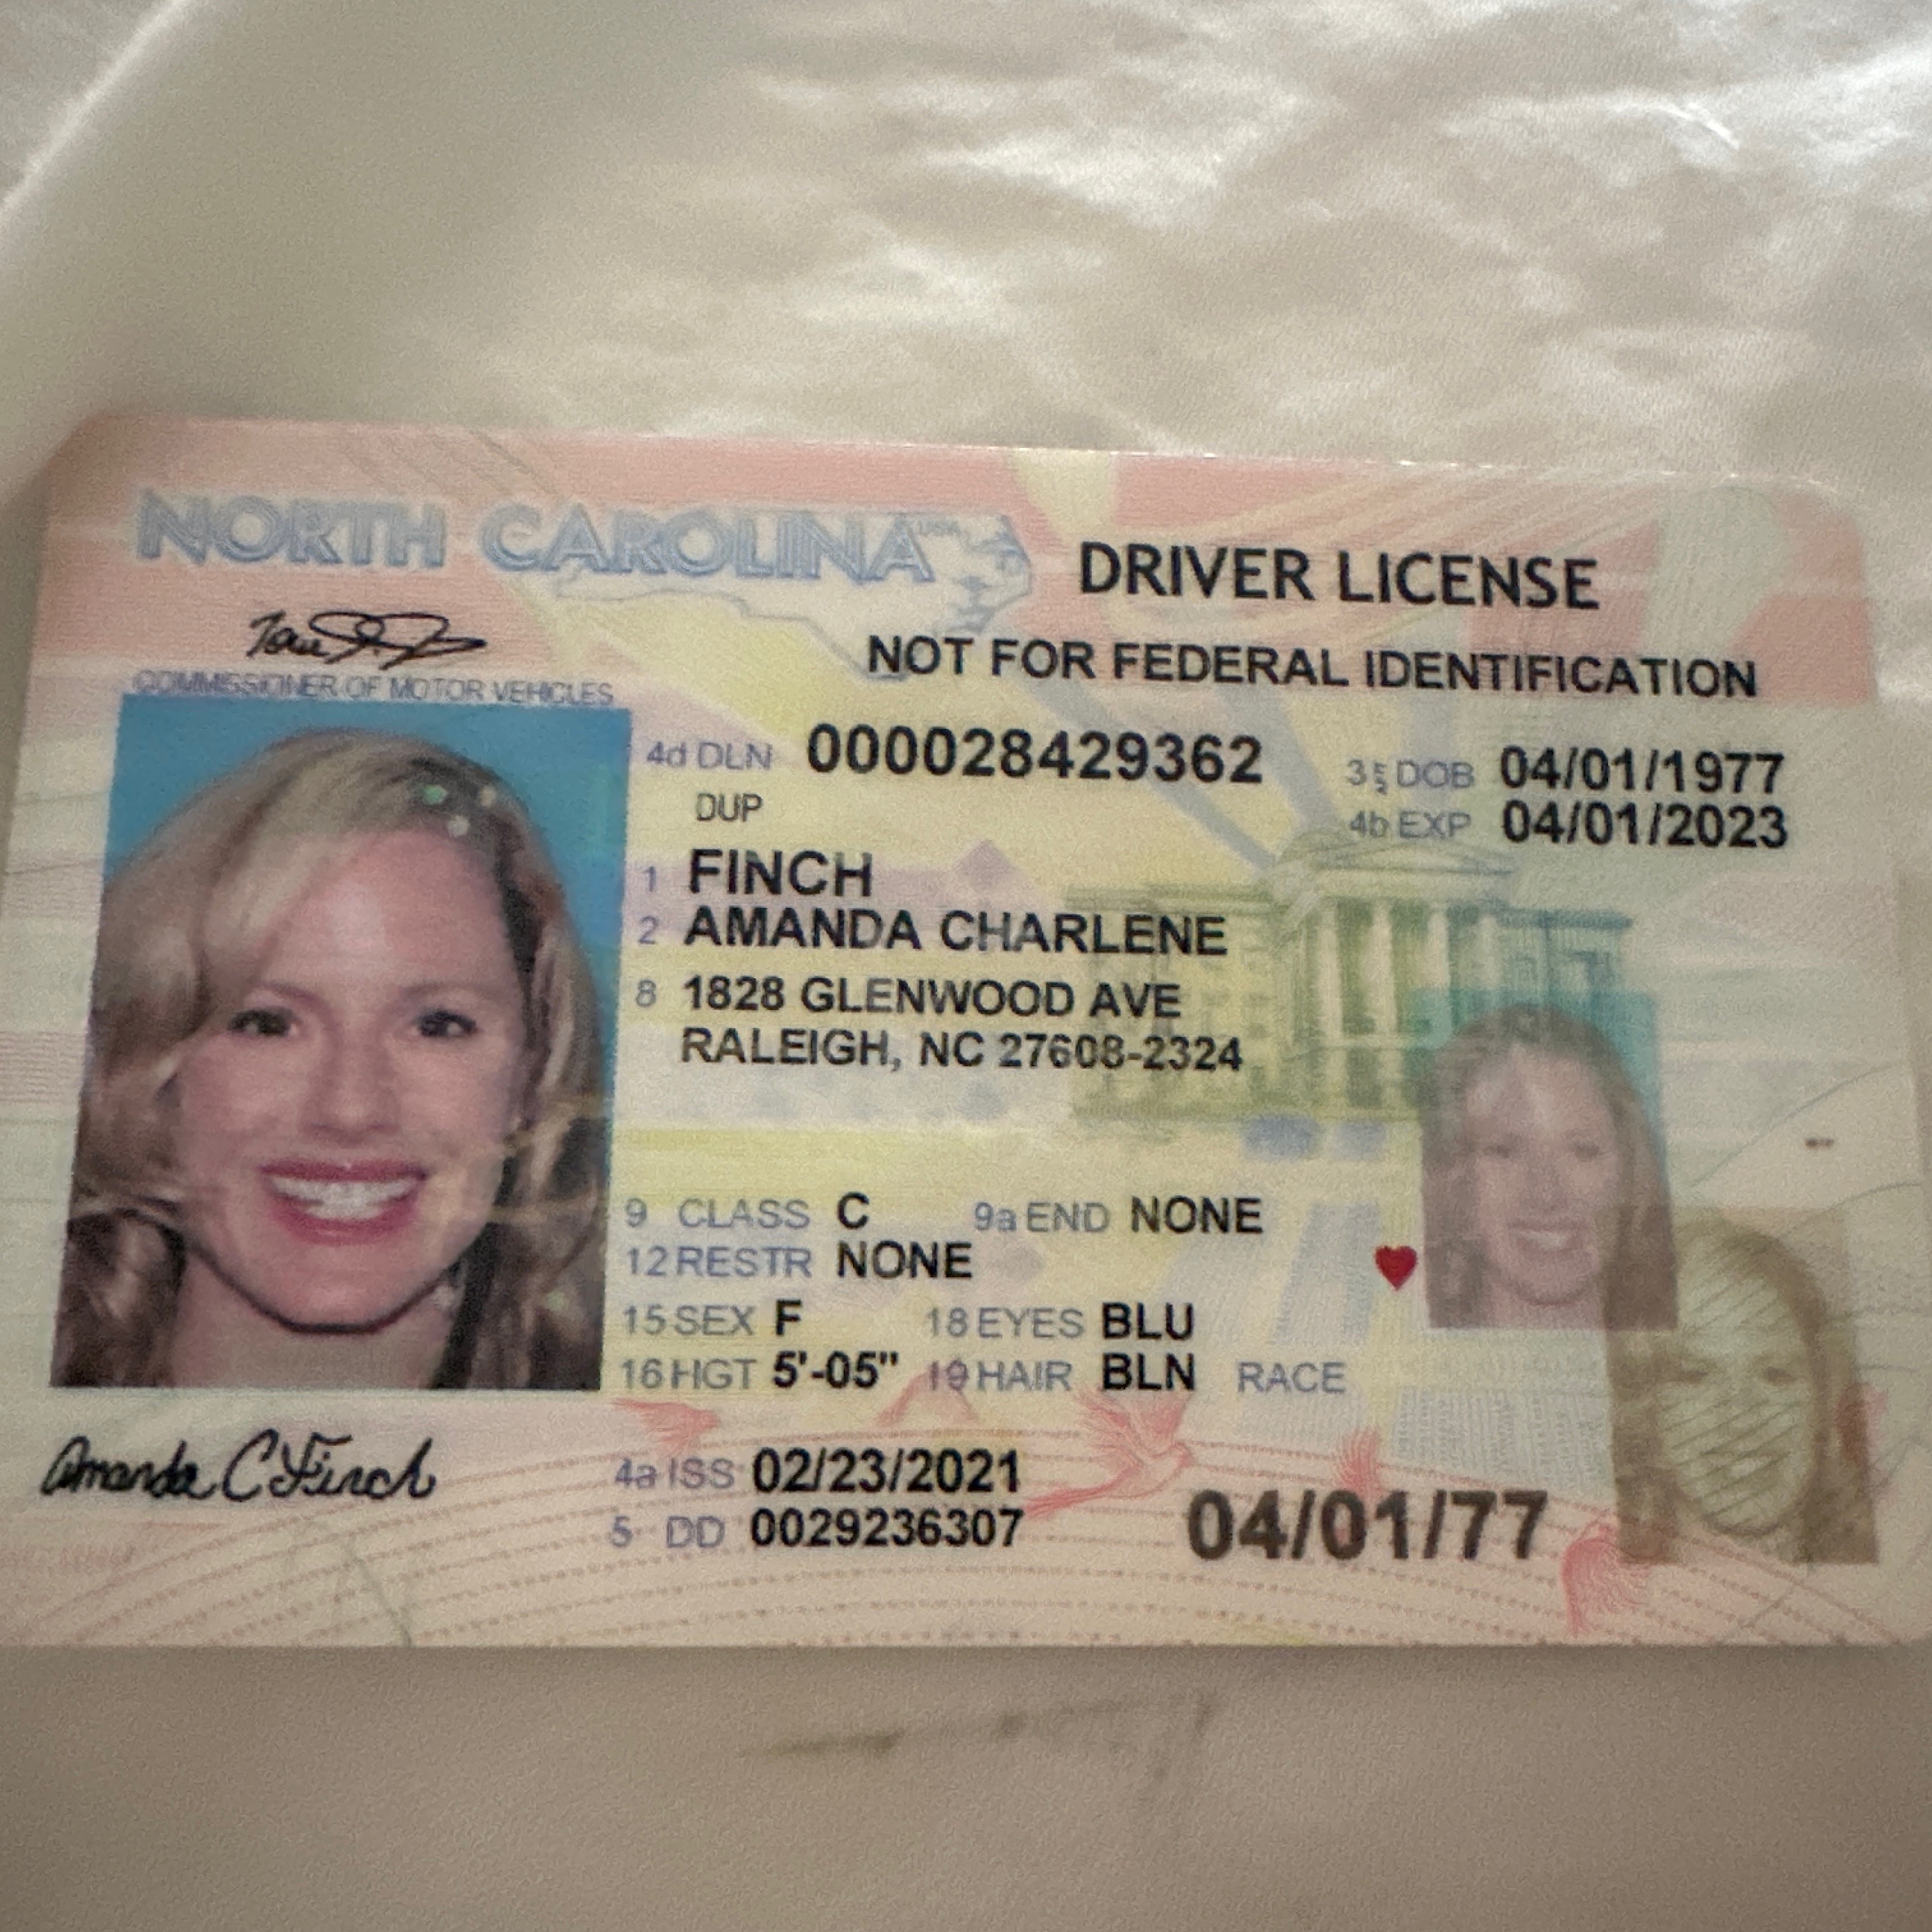 NORTH CAROLINA USA
DRIVER LICENSE
COMMISSIONER OF MOTOR VEHICLES
NOT FOR FEDERAL IDENTIFICATION
4d DLN 000028429362
3 DOB 04/01/1977
DUP
4b EXP 04/01/2023
1 FINCH
2 AMANDA CHARLENE
8 1828 GLENWOOD AVE
RALEIGH, NC 27608-2324
9 CLASS C 9a END NONE
12 RESTR NONE
15 SEX F 18 EYES BLU
16 HGT 5'-05" 19 HAIR BLN RACE
Amanda C Finch
4a ISS 02/23/2021
5 DD 0029236307
04/01/77